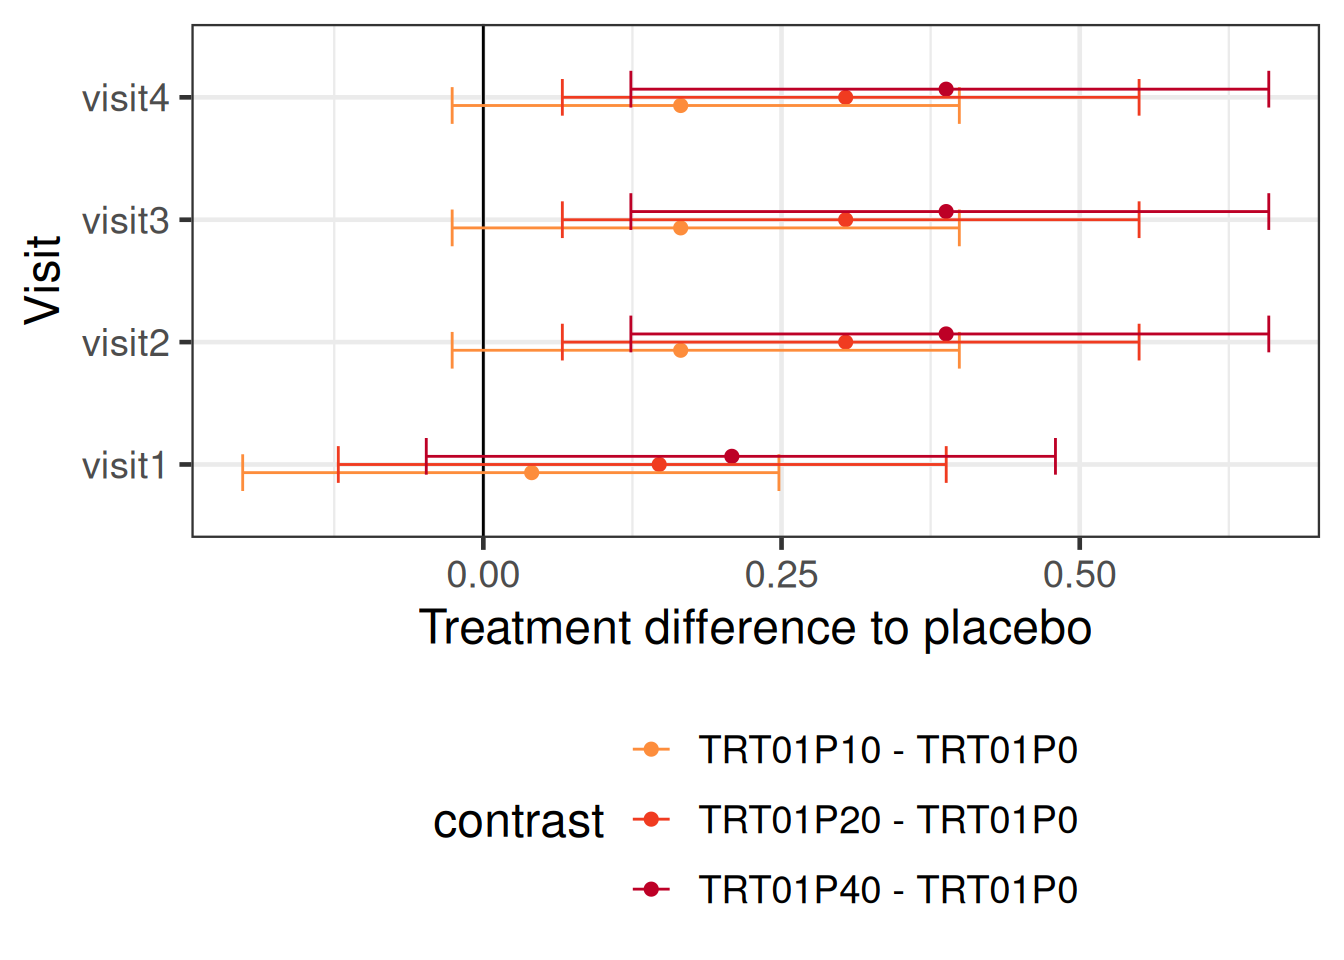 visit4
visit3
visit2
visit1
Visit
0.00 0.25 0.50
Treatment difference to placebo
contrast
TRT01P10 - TRT01P0
TRT01P20 - TRT01P0
TRT01P40 - TRT01P0